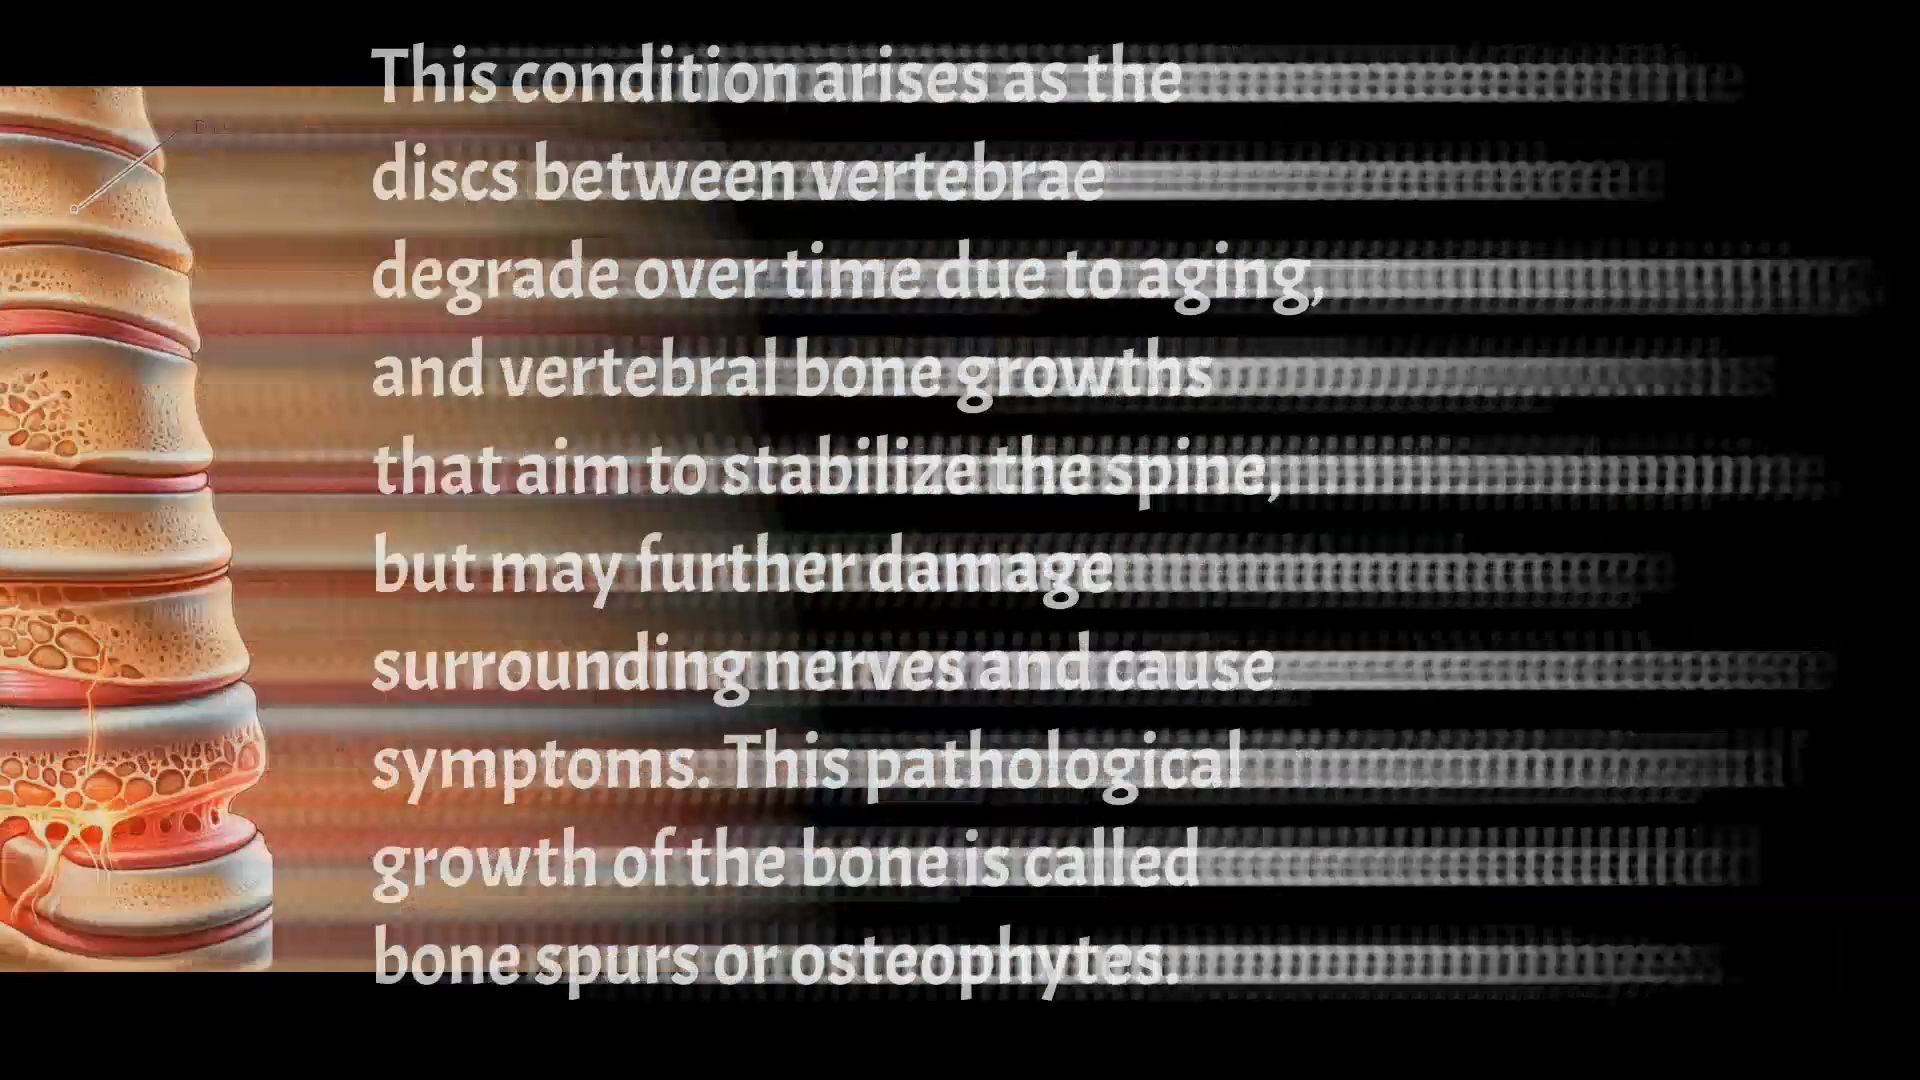 This condition arises as the
discs between vertebrae
degrade over time due to aging,
and vertebral bone growths
that aim to stabilize the spine,
but may further damage
surrounding nerves and cause
symptoms. This pathological
growth of the bone is called
bone spurs or osteophytes.